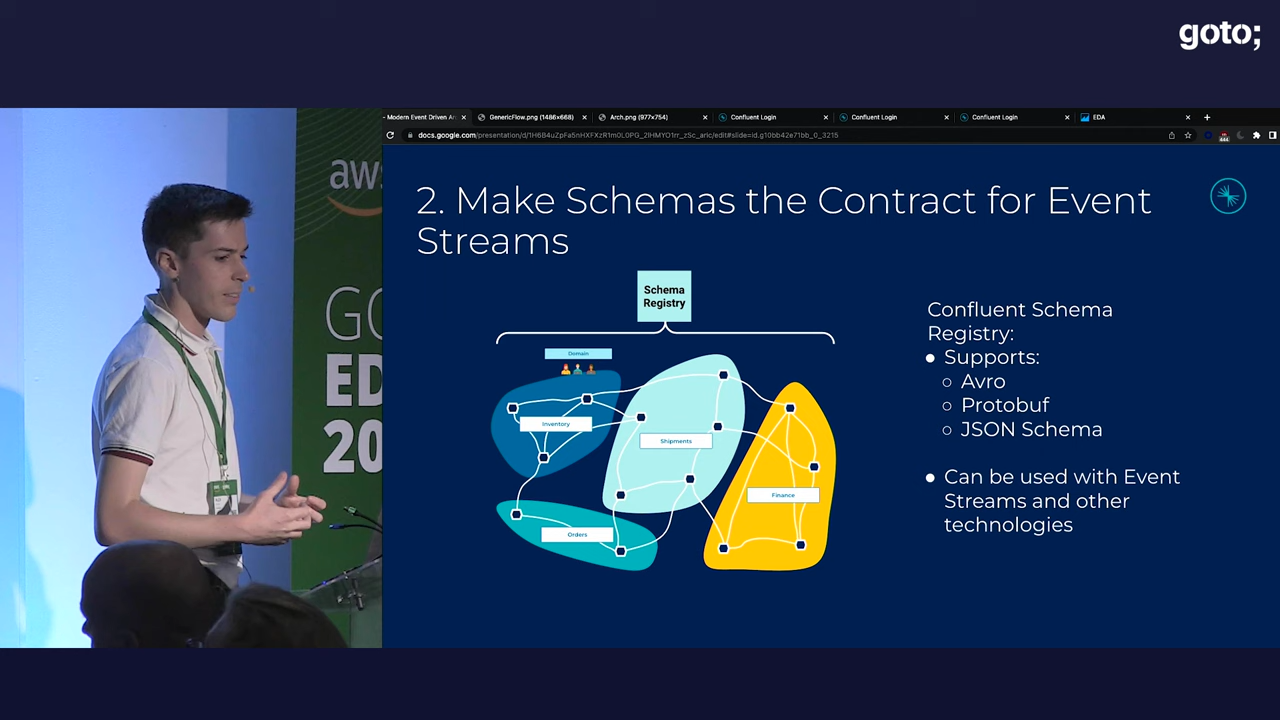 goto;
- Modern Event Driven Ar
GenericFlow.png (1486×668)
Arch.png (977×754)
Confluent Login
Confluent Login
Confluent Login
EDA
aws
GO
ED
20
2. Make Schemas the Contract for Event
Streams
Schema
Registry
Domain
Inventory
Shipments
Finance
Orders
Confluent Schema
Registry:
● Supports:
○ Avro
○ Protobuf
○ JSON Schema
● Can be used with Event
Streams and other
technologies